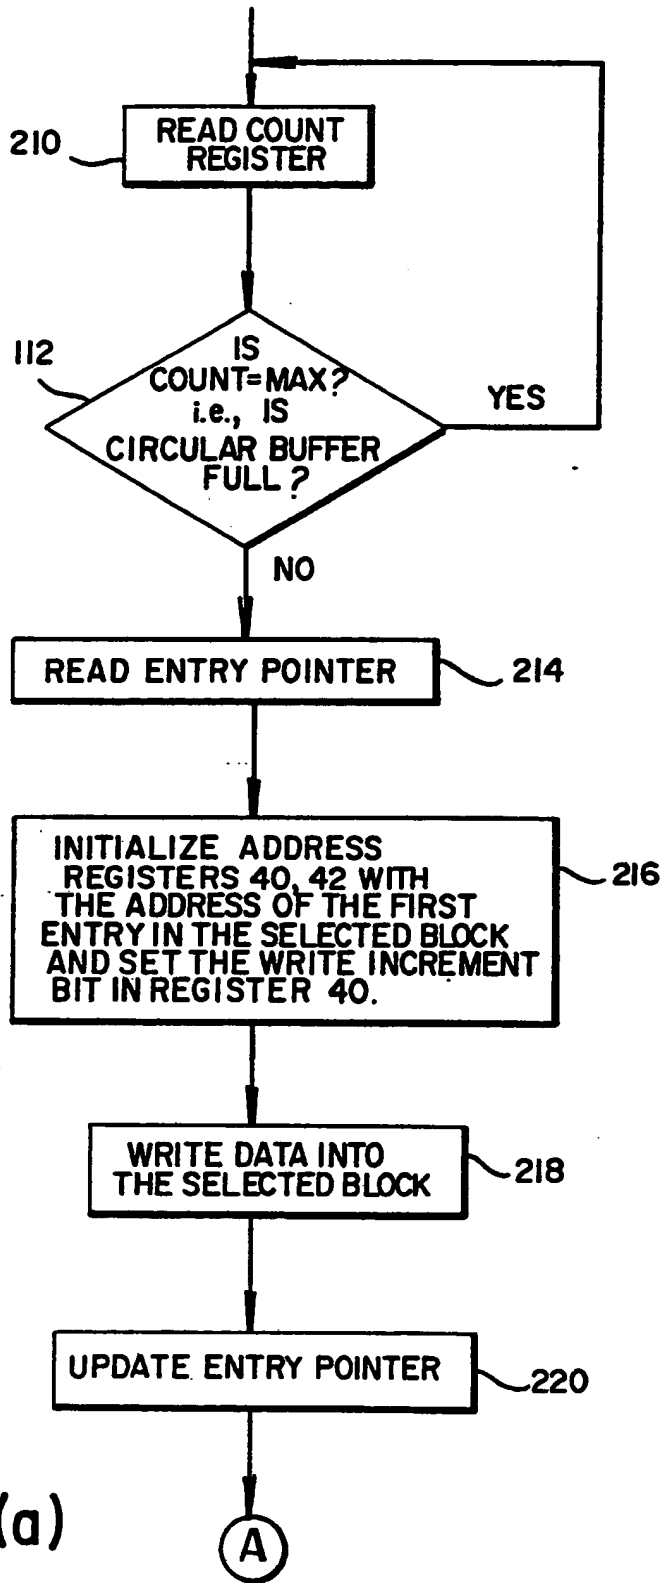 210
READ COUNT
REGISTER
112
IS
COUNT=MAX?
i.e., IS
CIRCULAR BUFFER
FULL?
YES
NO
READ ENTRY POINTER
214
INITIALIZE ADDRESS
REGISTERS 40, 42 WITH
THE ADDRESS OF THE FIRST
ENTRY IN THE SELECTED BLOCK
AND SET THE WRITE INCREMENT
BIT IN REGISTER 40.
216
WRITE DATA INTO
THE SELECTED BLOCK
218
UPDATE ENTRY POINTER
220
(a)
A